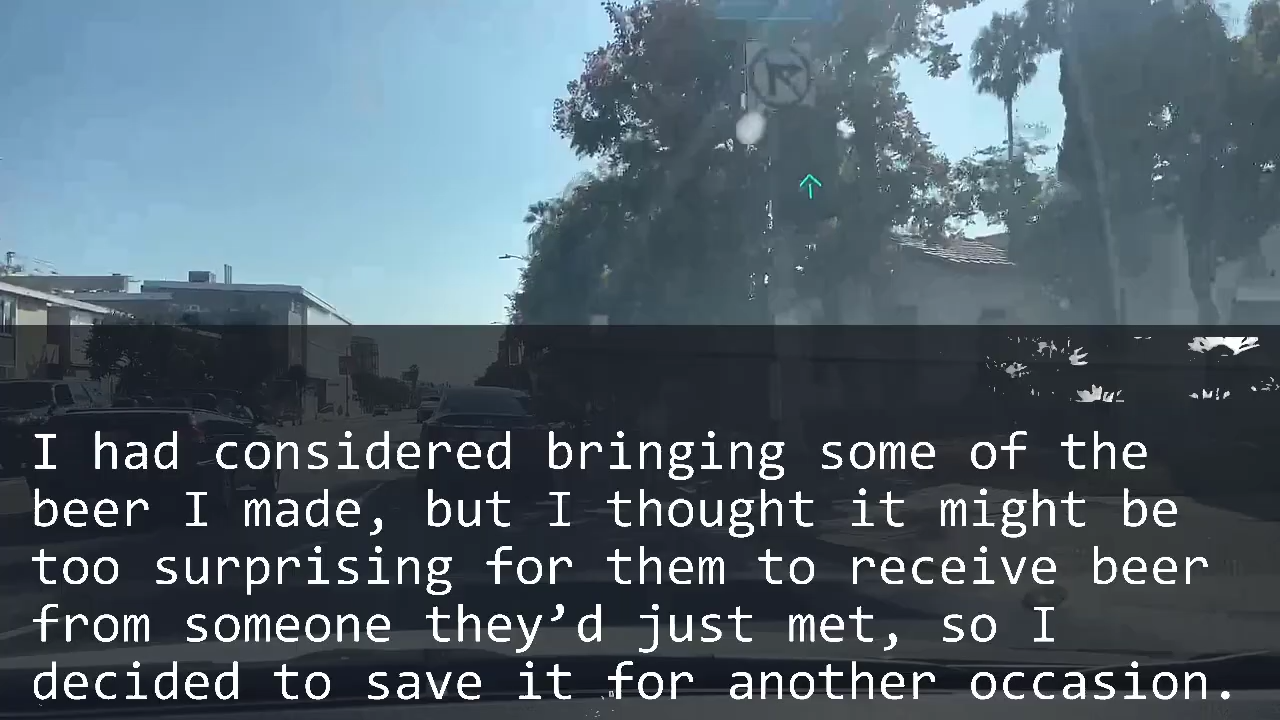 I had considered bringing some of the
beer I made, but I thought it might be
too surprising for them to receive beer
from someone they’d just met, so I
decided to save it for another occasion.